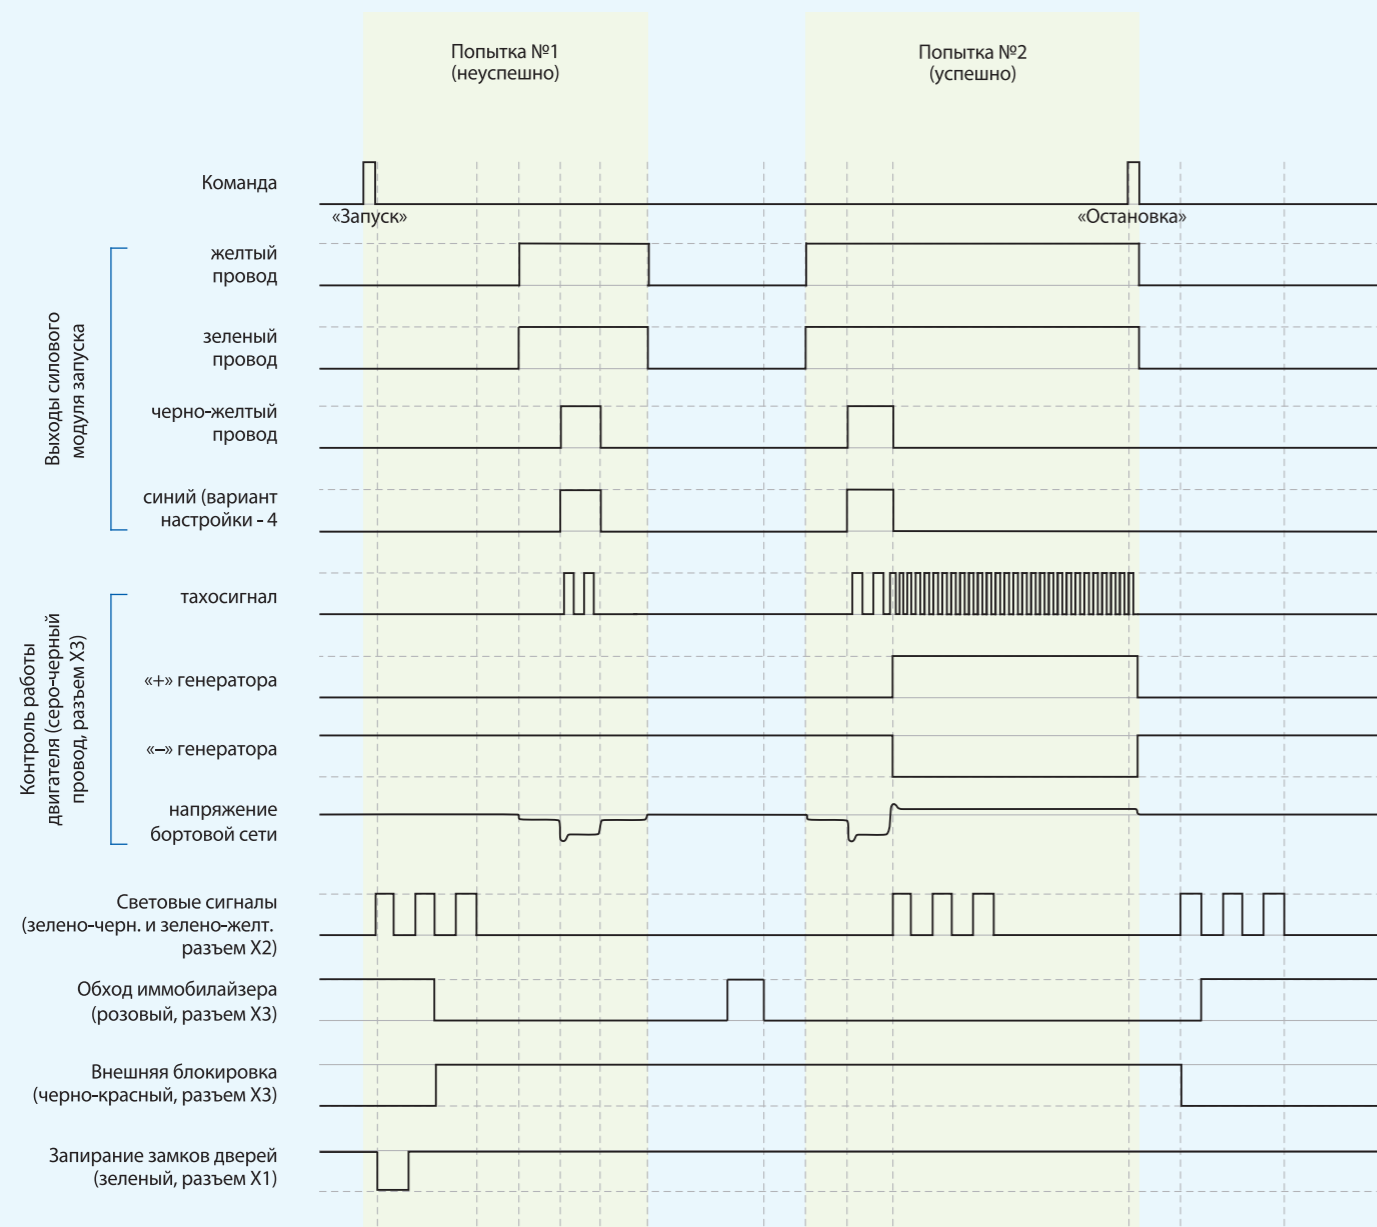 Попытка №1
(неуспешно)
Попытка №2
(успешно)
Команда
«Запуск»
«Остановка»
Выходы силового
модуля запуска
желтый
провод
зеленый
провод
черно-желтый
провод
синий (вариант
настройки - 4
Контроль работы
двигателя (серо-черный
провод, разъем X3)
тахосигнал
«+» генератора
«–» генератора
напряжение
бортовой сети
Световые сигналы
(зелено-черн. и зелено-желт.
разъем X2)
Обход иммобилайзера
(розовый, разъем X3)
Внешняя блокировка
(черно-красный, разъем X3)
Запирание замков дверей
(зеленый, разъем X1)